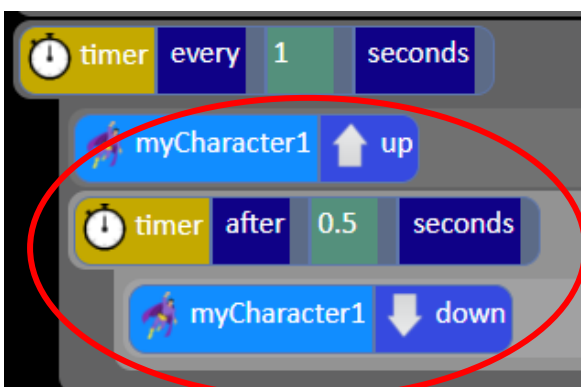 timer every 1 seconds
myCharacter1 up
timer after 0.5 seconds
myCharacter1 down